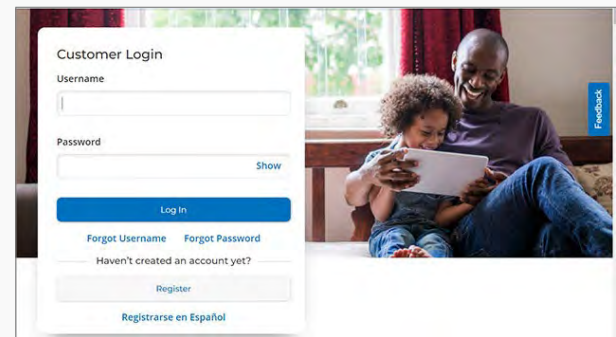 Customer Login
Username
Password
Show
Log In
Forgot Username Forgot Password
Haven't created an account yet?
Register
Registrarse en Español
Feedback